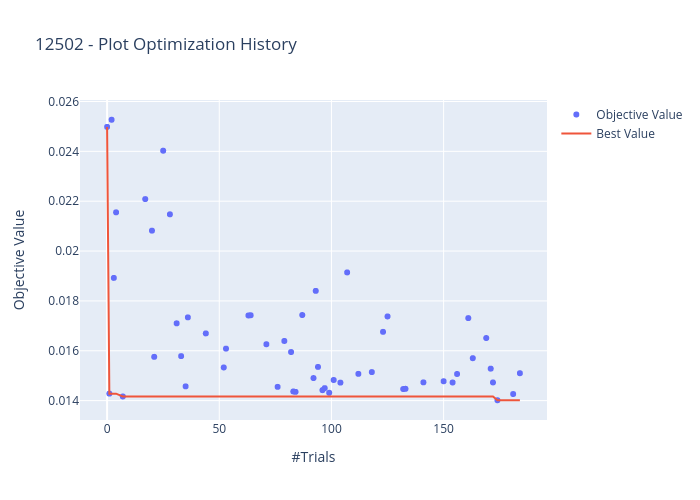 12502 - Plot Optimization History
Objective Value
Best Value
0.026
0.024
0.022
0.02
0.018
0.016
0.014
Objective Value
0
50
100
150
#Trials